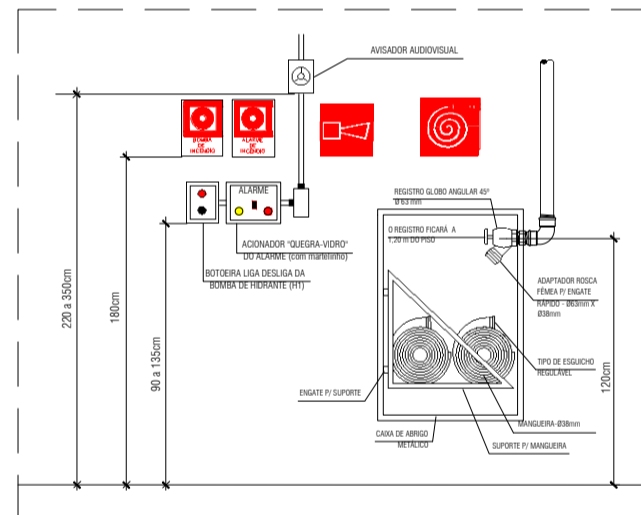 AVISADOR AUDIOVISUAL
BOMBA
DE
INCÊNDIO
ALARME
DE
INCÊNDIO
ALARME
ACIONADOR "QUEGRA-VIDRO"
DO ALARME (com martelinho)
BOTOEIRA LIGA DESLIGA DA
BOMBA DE HIDRANTE (H1)
220 a 350cm
180cm
90 a 135cm
REGISTRO GLOBO ANGULAR 45º
Ø 63 mm
O REGISTRO FICARÁ A
1,20 m DO PISO
ADAPTADOR ROSCA
FÊMEA P/ ENGATE
RÁPIDO - Ø63mm X
Ø38mm
TIPO DE ESGUICHO
REGULÁVEL
120cm
ENGATE P/ SUPORTE
MANGUEIRA-Ø38mm
CAIXA DE ABRIGO
METÁLICO
SUPORTE P/ MANGUEIRA